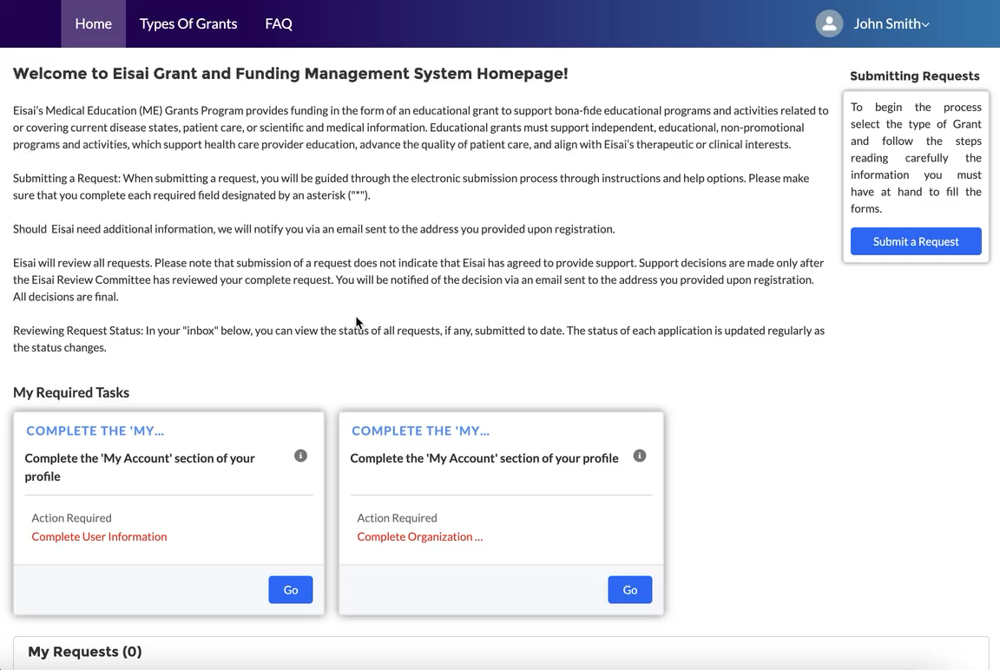 Home Types Of Grants FAQ John Smith
Welcome to Eisai Grant and Funding Management System Homepage!
Eisai's Medical Education (ME) Grants Program provides funding in the form of an educational grant to support bona-fide educational programs and activities related to
or covering current disease states, patient care, or scientific and medical information. Educational grants must support independent, educational, non-promotional
programs and activities, which support health care provider education, advance the quality of patient care, and align with Eisai's therapeutic or clinical interests.
Submitting a Request: When submitting a request, you will be guided through the electronic submission process through instructions and help options. Please make
sure that you complete each required field designated by an asterisk ("*").
Should  Eisai need additional information, we will notify you via an email sent to the address you provided upon registration.
Eisai will review all requests. Please note that submission of a request does not indicate that Eisai has agreed to provide support. Support decisions are made only after
the Eisai Review Committee has reviewed your complete request. You will be notified of the decision via an email sent to the address you provided upon registration.
All decisions are final.
Reviewing Request Status: In your "inbox" below, you can view the status of all requests, if any, submitted to date. The status of each application is updated regularly as
the status changes.
Submitting Requests
To begin the process
select the type of Grant
and follow the steps
reading carefully the
information you must
have at hand to fill the
forms.
Submit a Request
My Required Tasks
COMPLETE THE 'MY...
Complete the 'My Account' section of your
profile
Action Required
Complete User Information
Go
COMPLETE THE 'MY...
Complete the 'My Account' section of your profile
Action Required
Complete Organization ...
Go
My Requests (0)